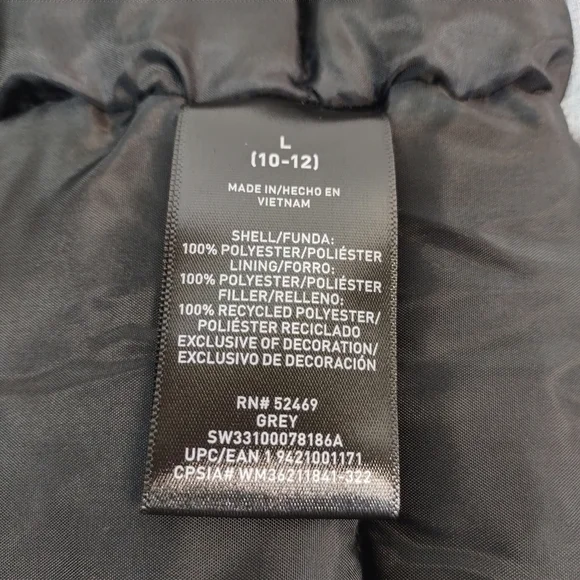 L
(10-12)
MADE IN/HECHO EN
VIETNAM
SHELL/FUNDA:
100% POLYESTER/POLIÉSTER
LINING/FORRO:
100% POLYESTER/POLIÉSTER
FILLER/RELLENO:
100% RECYCLED POLYESTER/
POLIÉSTER RECICLADO
EXCLUSIVE OF DECORATION/
EXCLUSIVO DE DECORACIÓN
RN# 52469
GREY
SW33100078186A
UPC/EAN 1 9421001171
CPSIA# WM36211841-322